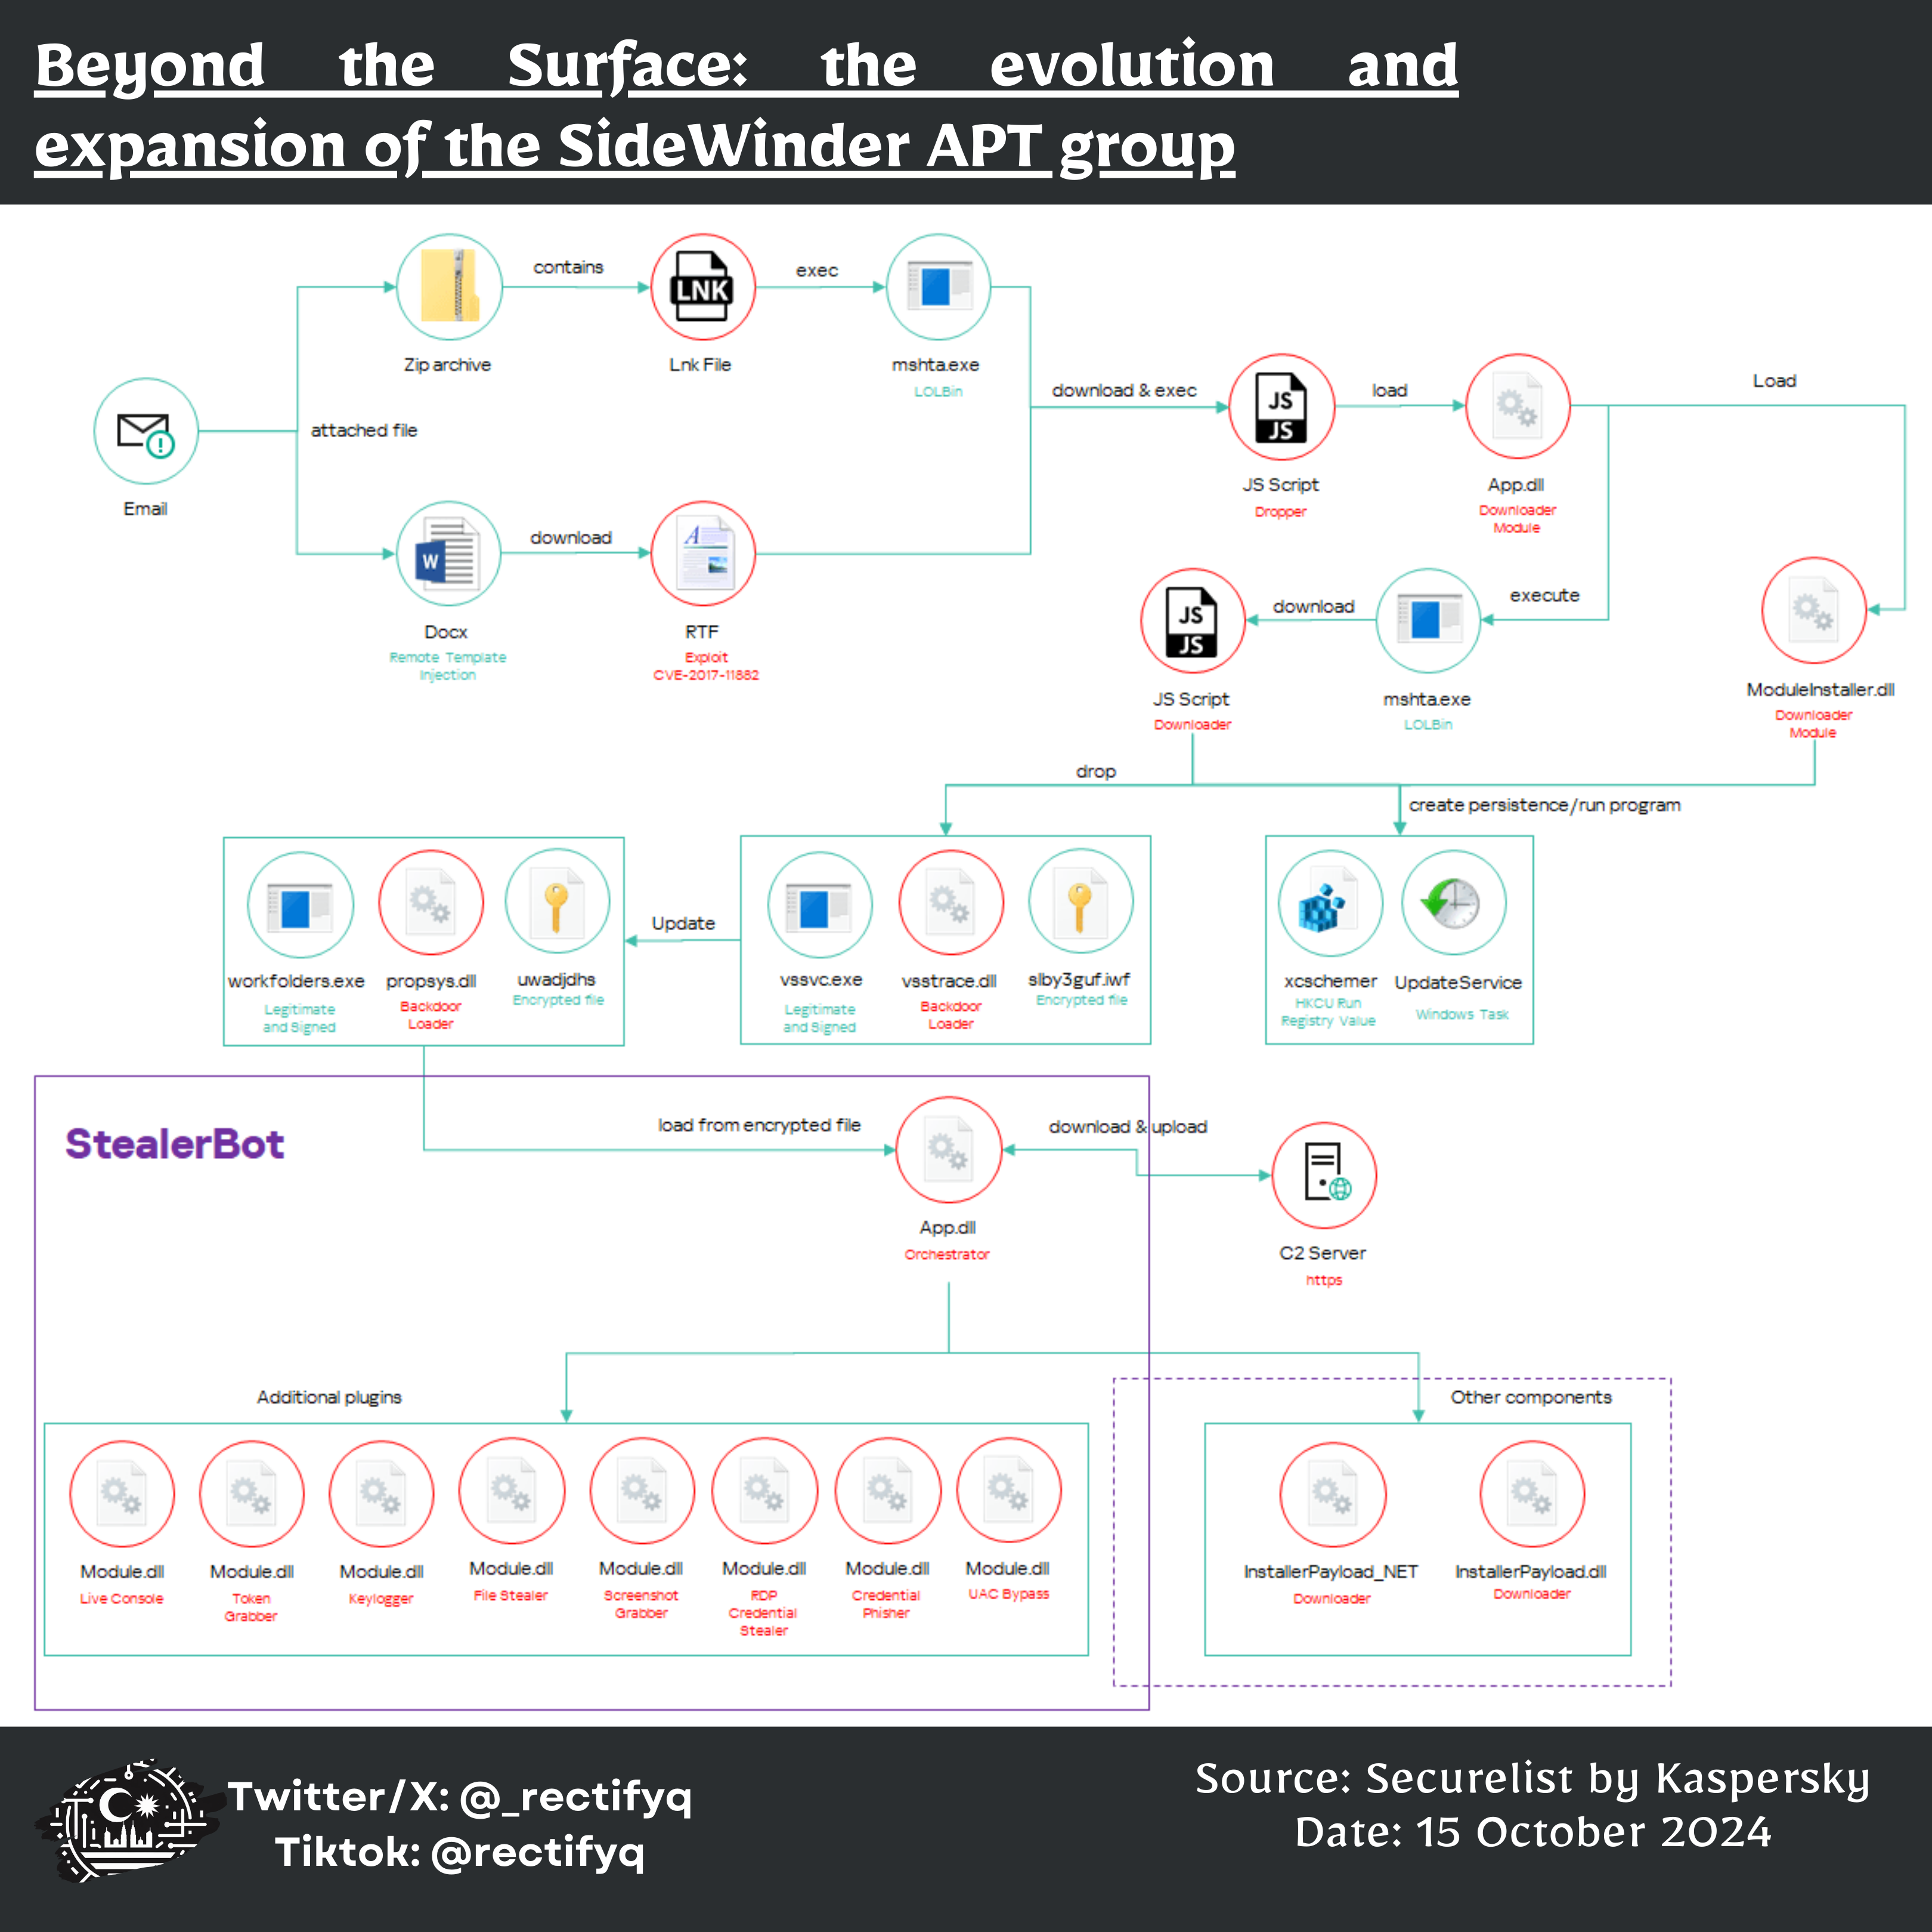 Beyond the Surface: the evolution and
expansion of the SideWinder APT group
contains
exec
LNK
Zip archive
Lnk File
mshta.exe
LOLBin
attached file
Email
download & exec
JS
JS
load
Load
JS Script
Dropper
App.dll
Downloader
Module
W
download
A
Docx
Remote Template
Injection
RTF
Exploit
CVE-2017-11882
JS
JS
download
execute
JS Script
Downloader
mshta.exe
LOLBin
ModuleInstaller.dll
Downloader
Module
drop
create persistence/run program
workfolders.exe
Legitimate
and Signed
propsys.dll
Backdoor
Loader
uwadjdhs
Encrypted file
Update
vssvc.exe
Legitimate
and Signed
vsstrace.dll
Backdoor
Loader
slby3guf.iwf
Encrypted file
xcschemer
HKCU Run
Registry Value
UpdateService
Windows Task
StealerBot
load from encrypted file
download & upload
App.dll
Orchestrator
C2 Server
https
Additional plugins
Other components
Module.dll
Live Console
Module.dll
Token
Grabber
Module.dll
Keylogger
Module.dll
File Stealer
Module.dll
Screenshot
Grabber
Module.dll
RDP
Credential
Stealer
Module.dll
Credential
Phisher
Module.dll
UAC Bypass
InstallerPayload_NET
Downloader
InstallerPayload.dll
Downloader
Twitter/X: @_rectifyq
Tiktok: @rectifyq
Source: Securelist by Kaspersky
Date: 15 October 2024